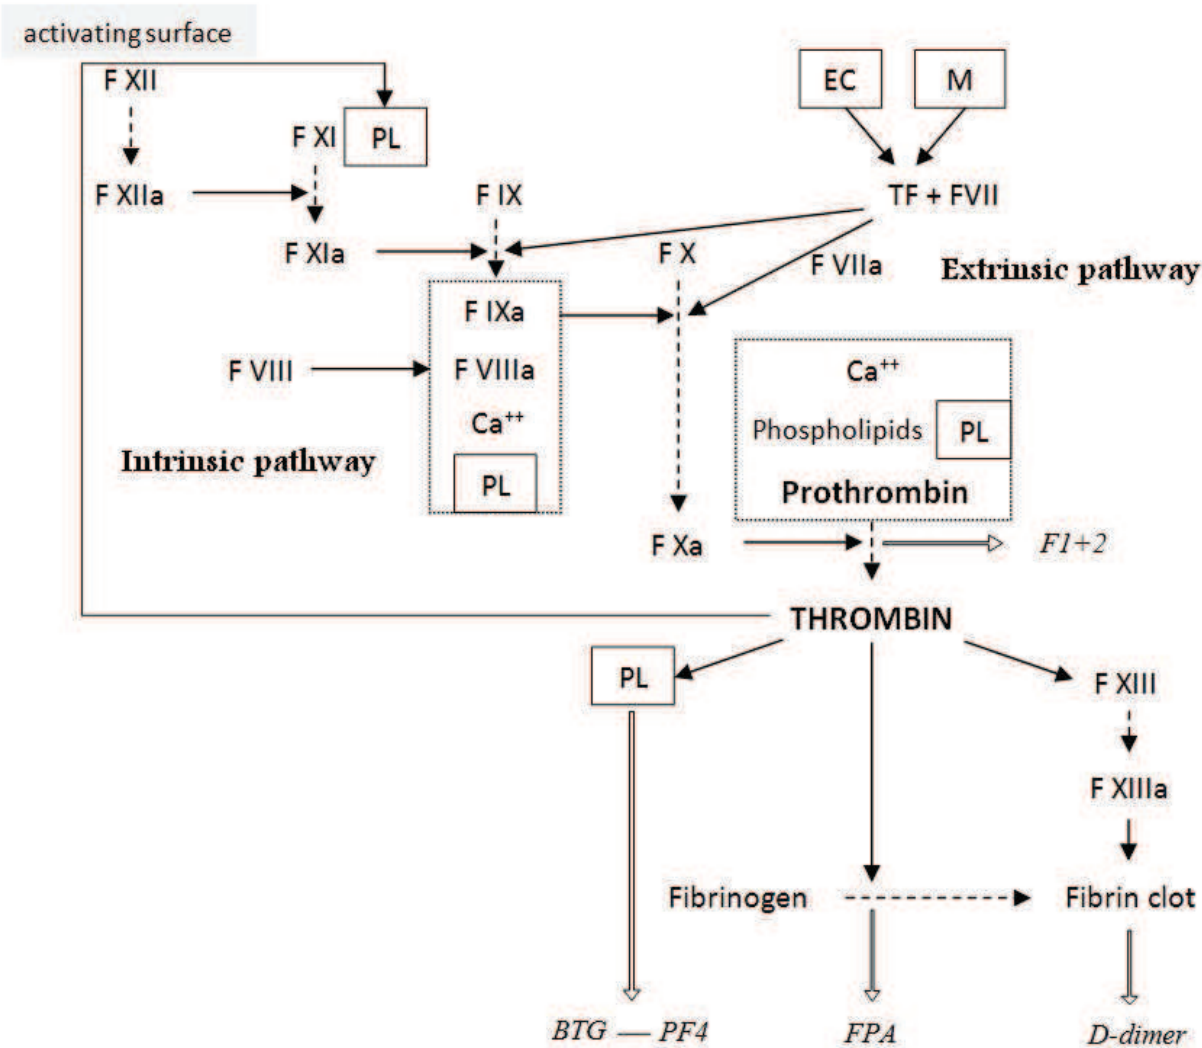 activating surface
F XII
EC
M
F XI
PL
F XIIa
F IX
TF + FVII
F XIa
F X
F VIIa
Extrinsic pathway
F IXa
F VIII
F VIIIa
Ca++
Ca++
Phospholipids
PL
Intrinsic pathway
PL
Prothrombin
F Xa
F1+2
THROMBIN
PL
F XIII
F XIIIa
Fibrinogen
Fibrin clot
BTG — PF4
FPA
D-dimer